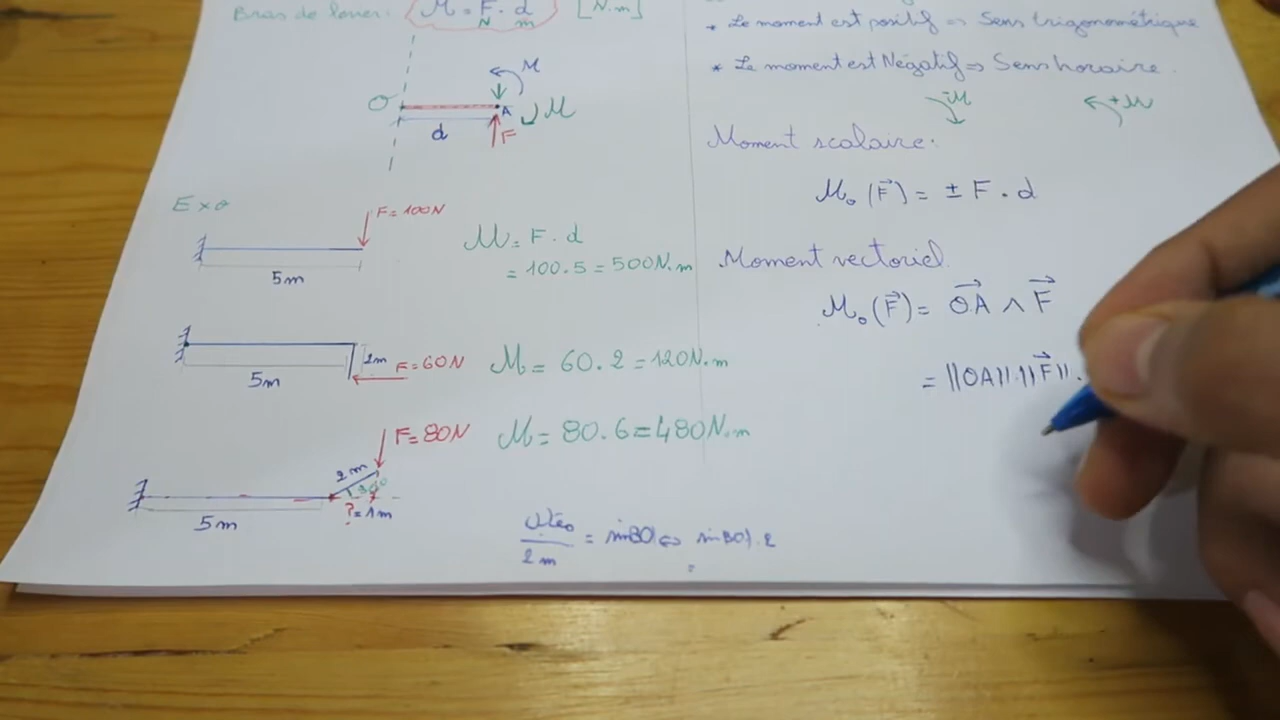 Bras de levier: M = F . d [N.m]
N m
M
O A M
d F
Exo
F = 100N
5m
M = F . d
= 100.5 = 500N.m
2m
F = 60N
5m
M = 60.2 = 120N.m
F = 80N
2m
5m
? = 1m
M = 80.6 = 480N.m
2m
* Le moment est positif => Sens trigonométrique
* Le moment est Négatif => Sens horaire.
-M +M
Moment scalaire:
M₀ (F⃗) = ± F . d
Moment vectoriel.
M₀ (F⃗) = OA⃗ ∧ F⃗
= ||OA||.||F⃗||.